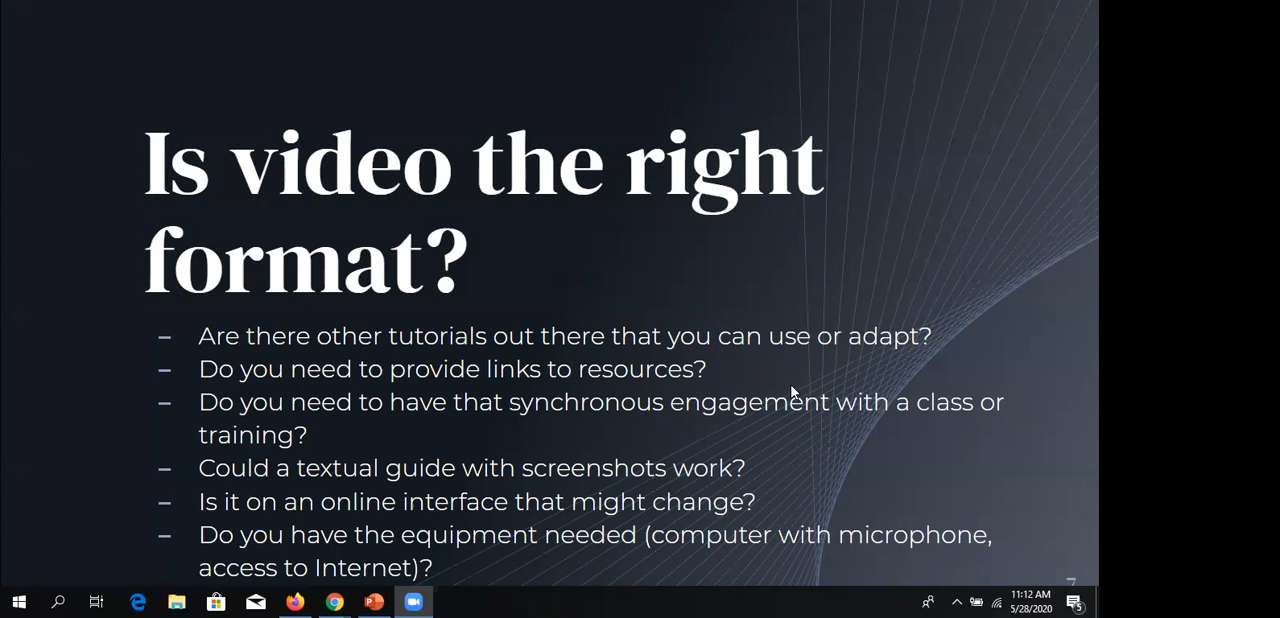 Is video the right
format?
– Are there other tutorials out there that you can use or adapt?
– Do you need to provide links to resources?
– Do you need to have that synchronous engagement with a class or
training?
– Could a textual guide with screenshots work?
– Is it on an online interface that might change?
– Do you have the equipment needed (computer with microphone,
access to Internet)?
7
11:12 AM
5/28/2020
5